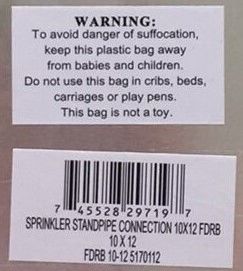 WARNING:
To avoid danger of suffocation,
keep this plastic bag away
from babies and children.
Do not use this bag in cribs, beds,
carriages or play pens.
This bag is not a toy.
7 45528 29719 7
SPRINKLER STANDPIPE CONNECTION 10X12 FDRB
10 X 12
FDRB 10-12 5170112